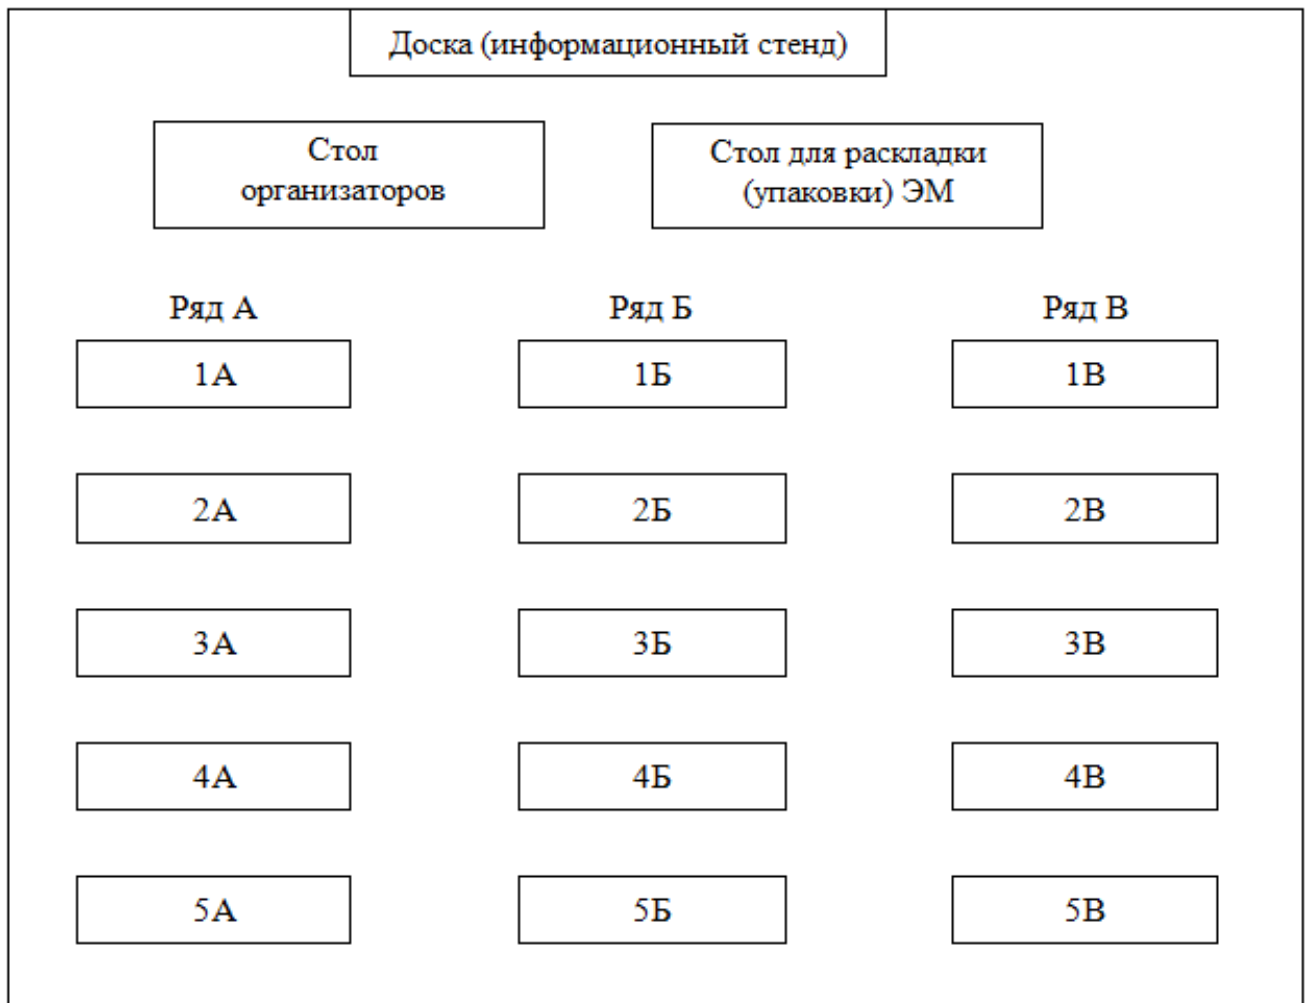 Доска (информационный стенд)
Стол
организаторов
Стол для раскладки
(упаковки) ЭМ
Ряд А
Ряд Б
Ряд В
1А
1Б
1В
2А
2Б
2В
3А
3Б
3В
4А
4Б
4В
5А
5Б
5В